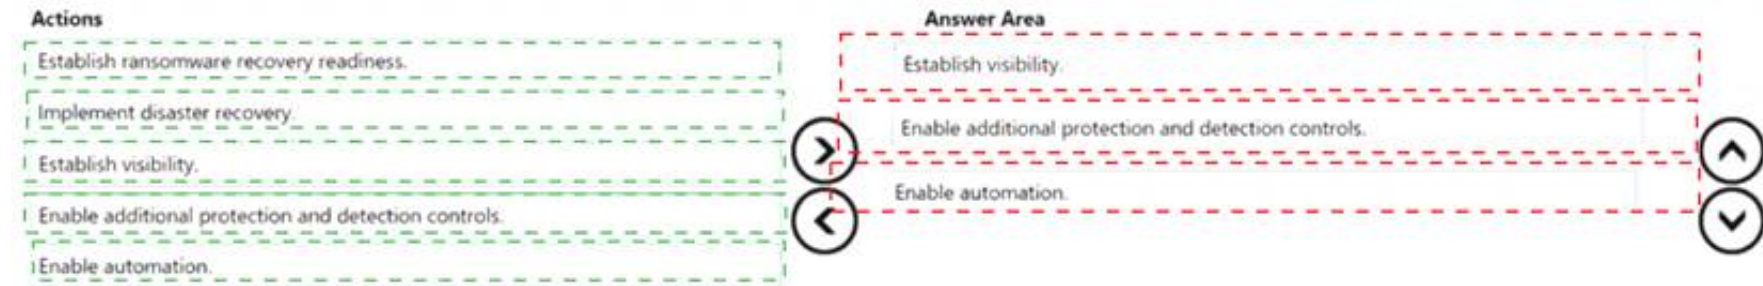 Actions
Establish ransomware recovery readiness.
Implement disaster recovery.
Establish visibility.
Enable additional protection and detection controls.
Enable automation.
Answer Area
Establish visibility.
Enable additional protection and detection controls.
Enable automation.